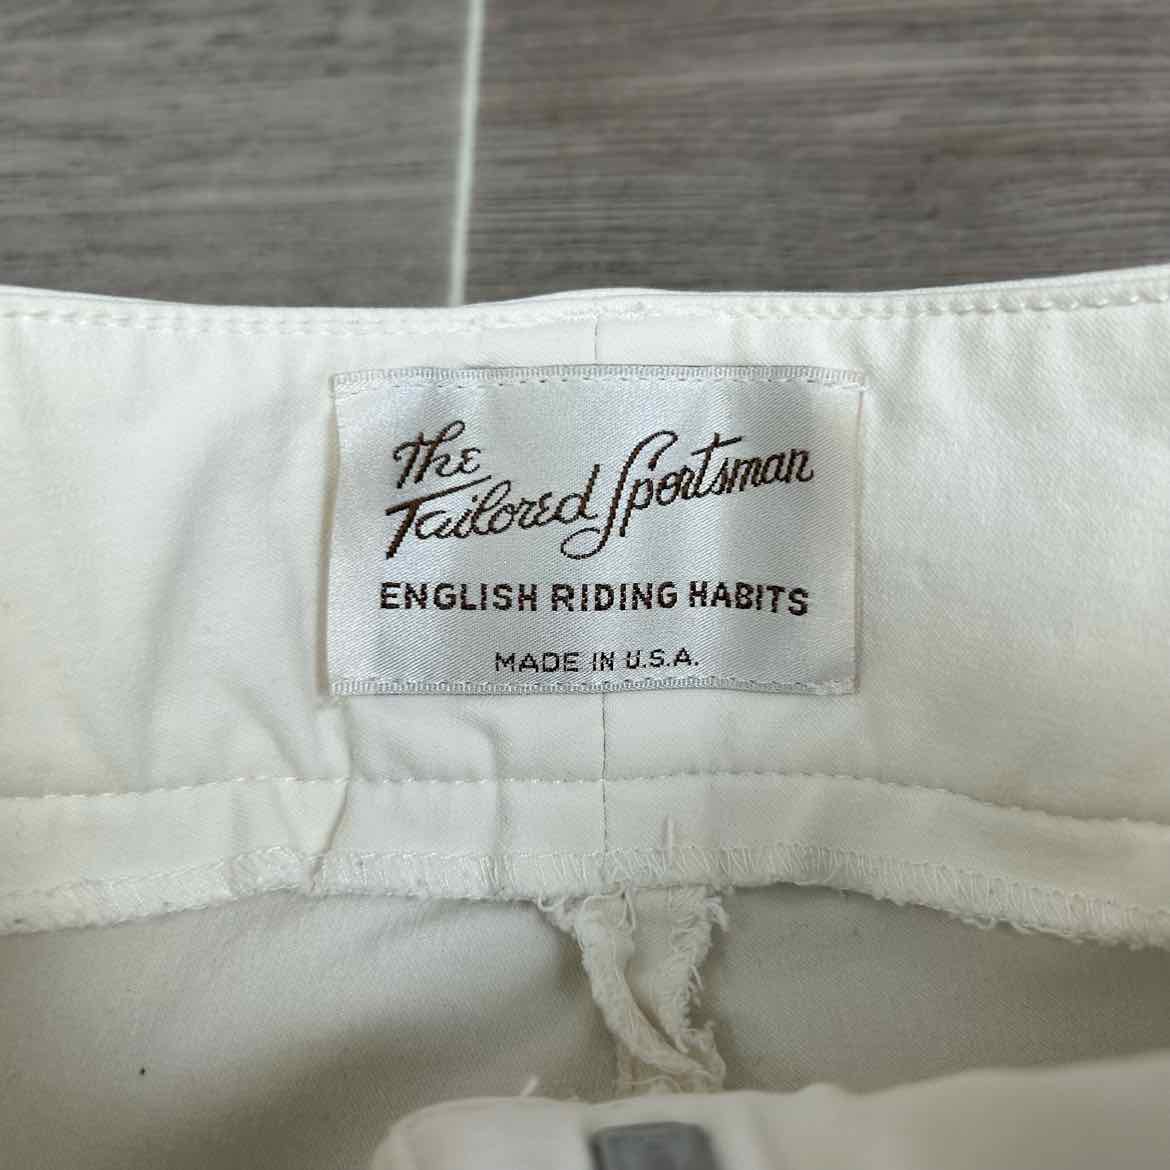 The
Tailored Sportsman
ENGLISH RIDING HABITS
MADE IN U.S.A.